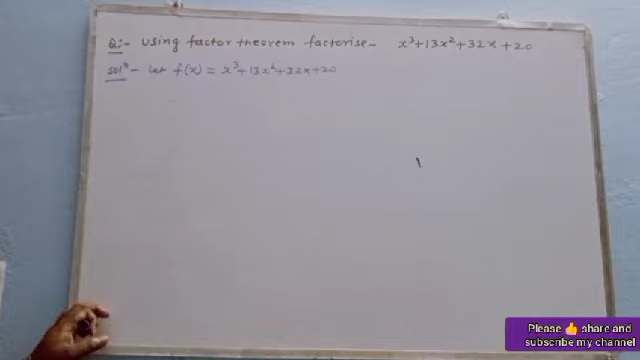 Q:- Using factor theorem factorise- x³+13x²+32x+20
solⁿ - let f(x) = x³+13x²+32x+20
Please 👍 share and
subscribe my channel